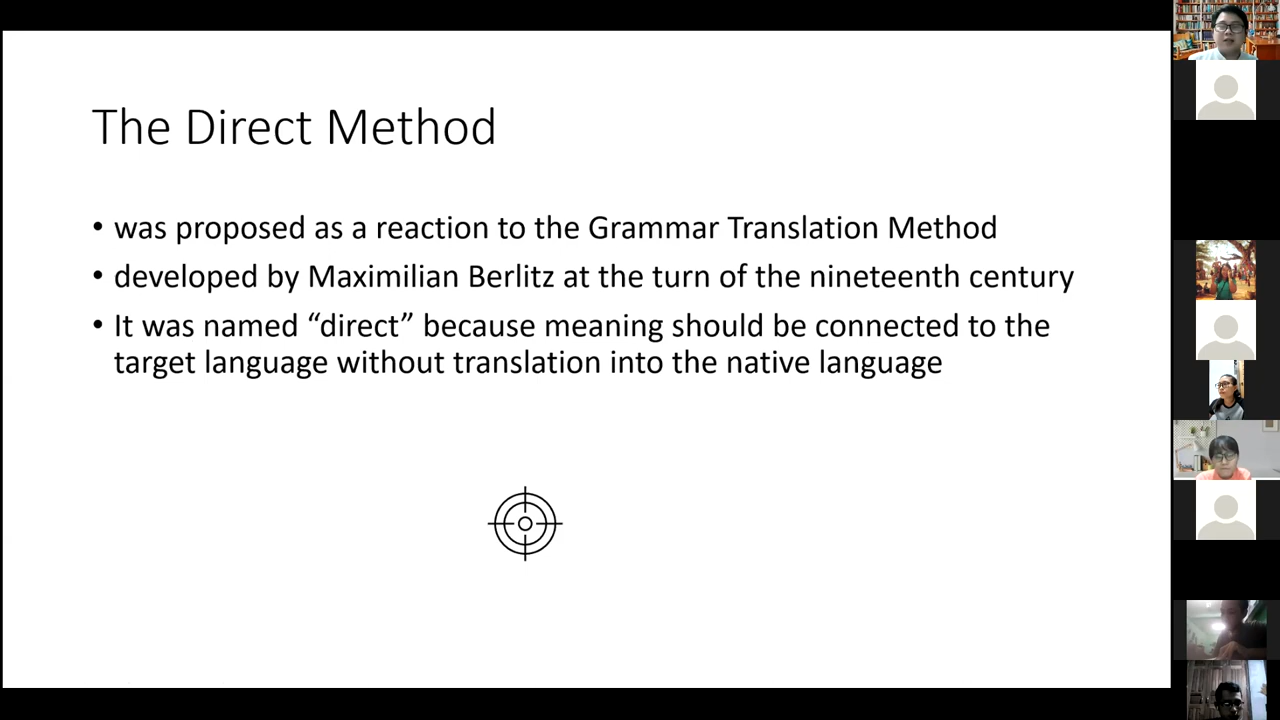 The Direct Method
• was proposed as a reaction to the Grammar Translation Method
• developed by Maximilian Berlitz at the turn of the nineteenth century
• It was named “direct” because meaning should be connected to the
target language without translation into the native language